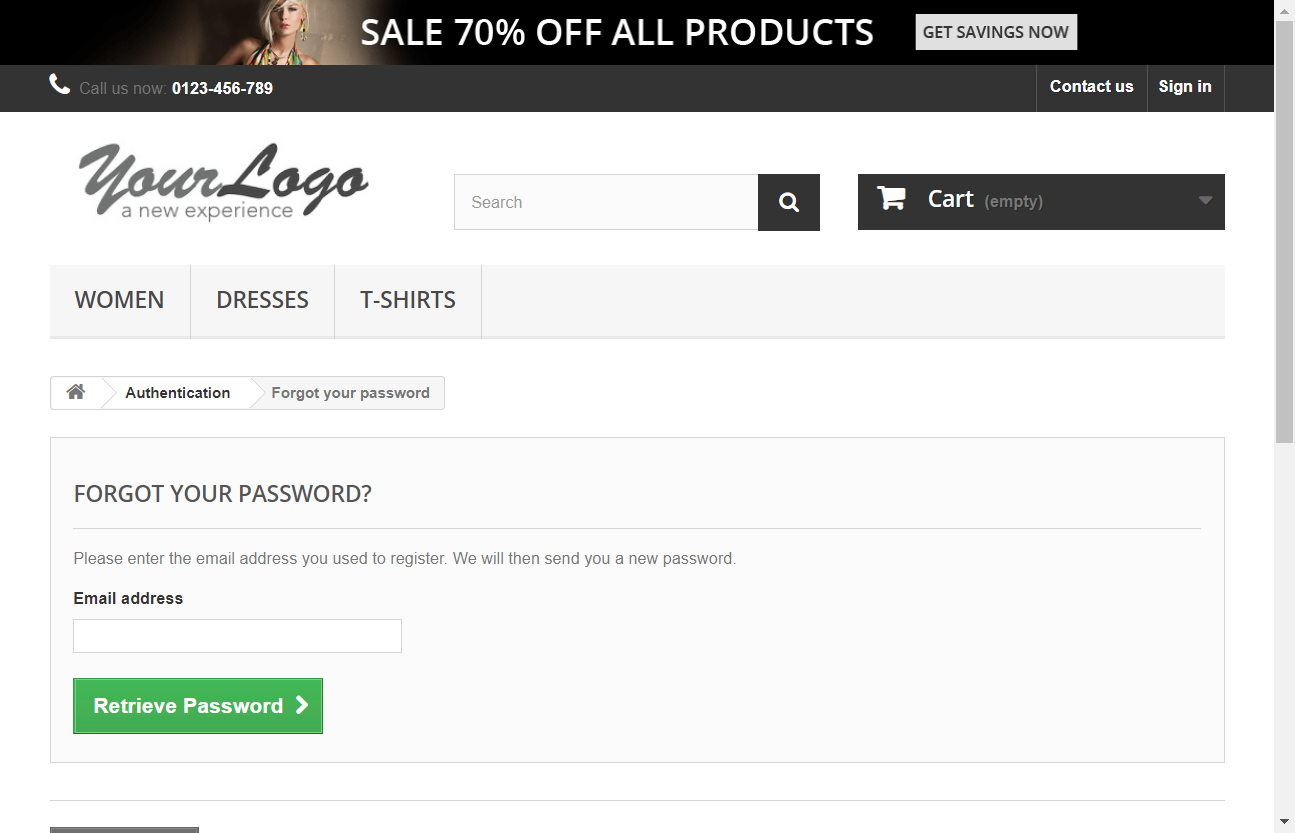 SALE 70% OFF ALL PRODUCTS GET SAVINGS NOW
Call us now: 0123-456-789 Contact us Sign in
Your Logo
a new experience
Search
Cart (empty)
WOMEN DRESSES T-SHIRTS
Authentication Forgot your password
FORGOT YOUR PASSWORD?
Please enter the email address you used to register. We will then send you a new password.
Email address
Retrieve Password